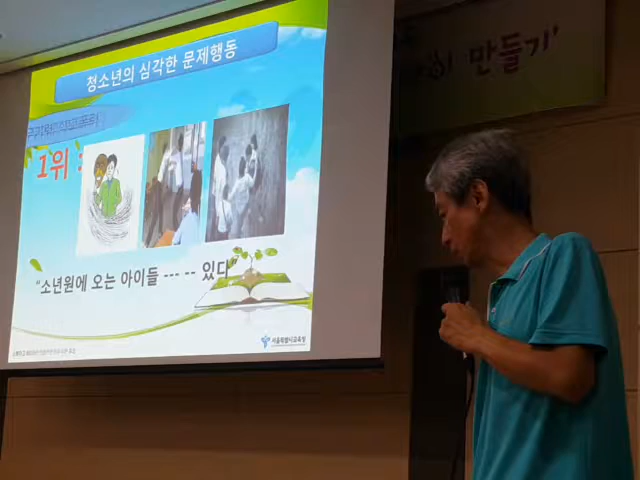 만들기'
청소년의 심각한 문제행동
1위
"소년원에 오는 아이들 --- -- 있다"
서울특별시교육청